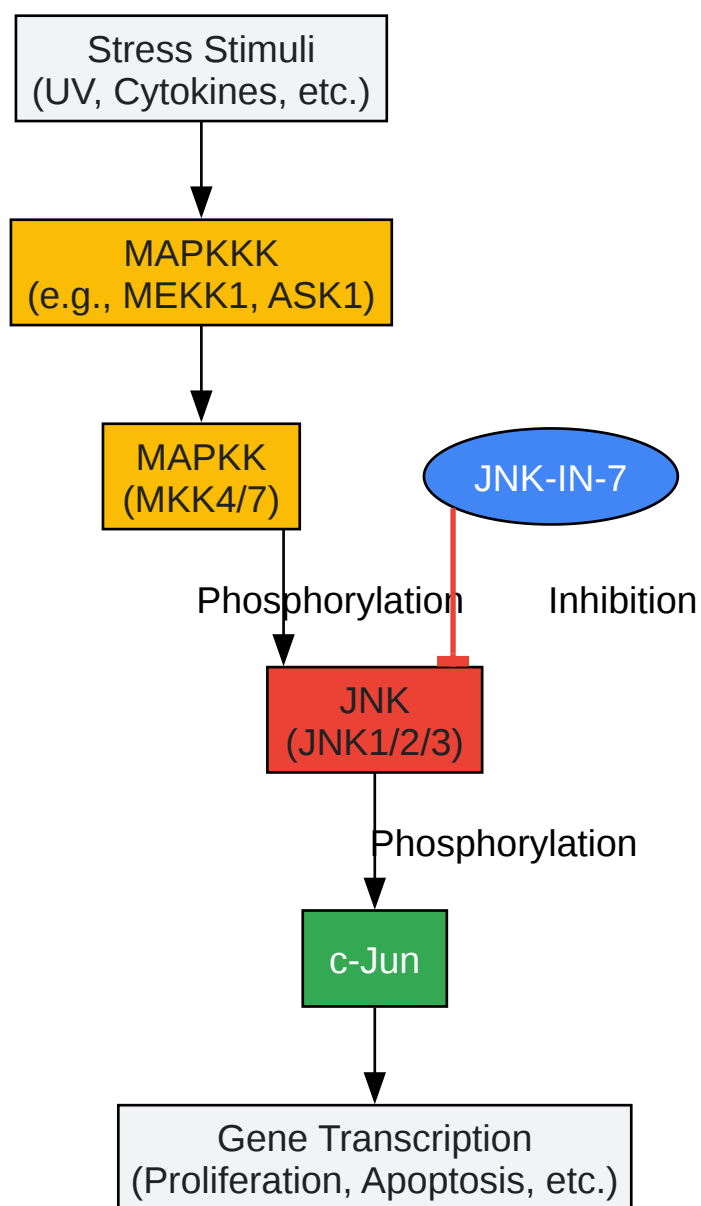 Stress Stimuli
(UV, Cytokines, etc.)
MAPKKK
(e.g., MEKK1, ASK1)
MAPKK
(MKK4/7)
JNK-IN-7
Phosphorylation
Inhibition
JNK
(JNK1/2/3)
Phosphorylation
c-Jun
Gene Transcription
(Proliferation, Apoptosis, etc.)